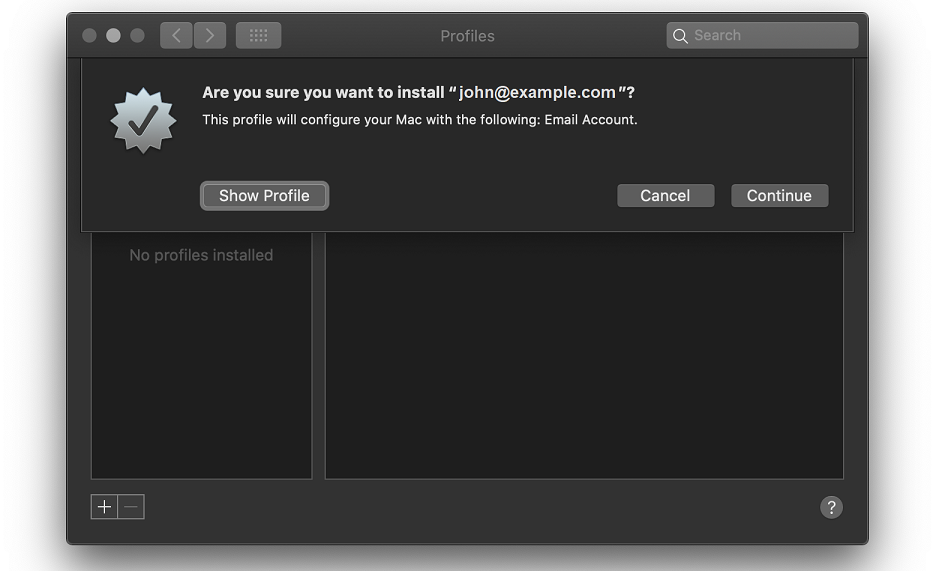 Profiles
Search
Are you sure you want to install “john@example.com”?
This profile will configure your Mac with the following: Email Account.
Show Profile
Cancel
Continue
No profiles installed
+
−
?